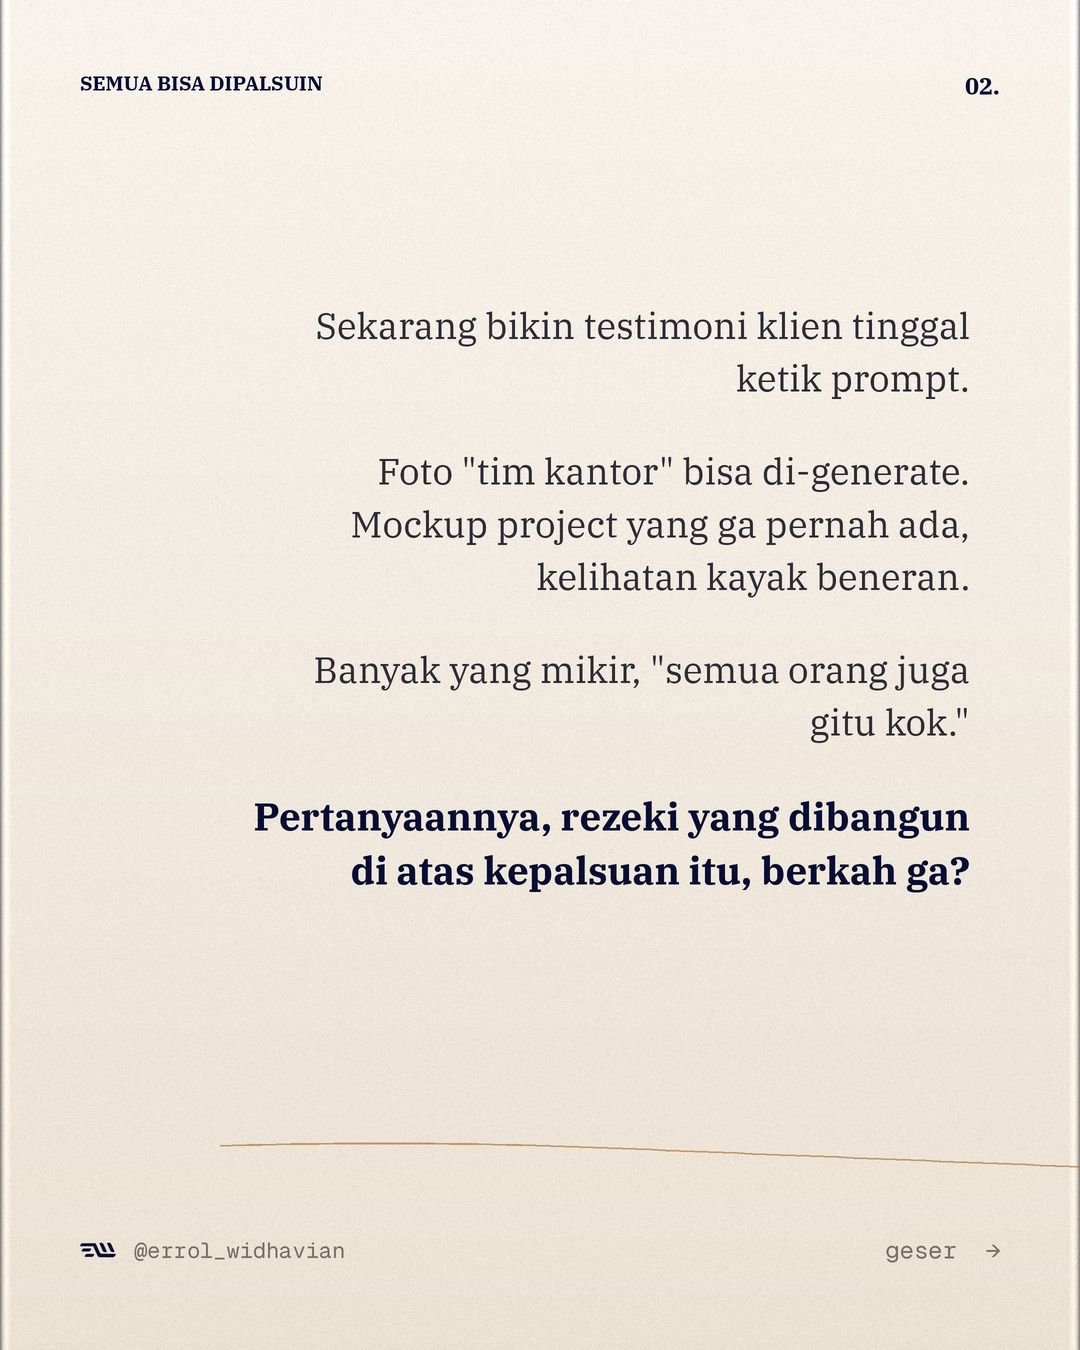 SEMUA BISA DIPALSUIN
02.
Sekarang bikin testimoni klien tinggal
ketik prompt.
Foto "tim kantor" bisa di-generate.
Mockup project yang ga pernah ada,
kelihatan kayak beneran.
Banyak yang mikir, "semua orang juga
gitu kok."
Pertanyaannya, rezeki yang dibangun
di atas kepalsuan itu, berkah ga?
@errol_widhavian
geser →